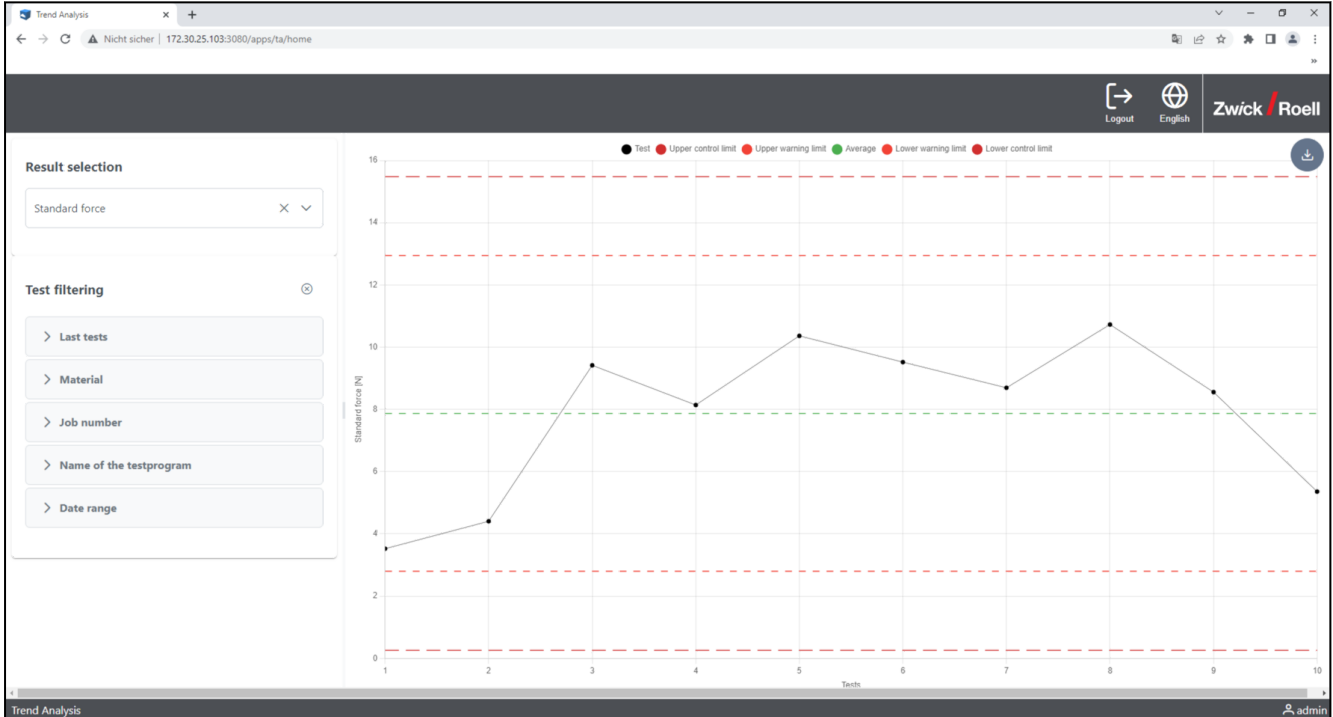 Trend Analysis
Nicht sicher | 172.30.25.103:3080/apps/ta/home
»
Logout
English
Zwick / Roell
Result selection
Standard force
Test filtering
Last tests
Material
Job number
Name of the testprogram
Date range
Test Upper control limit Upper warning limit Average Lower warning limit Lower control limit
16
14
12
10
8
6
4
2
0
Standard force [N]
1 2 3 4 5 6 7 8 9 10
Tests
Trend Analysis
admin